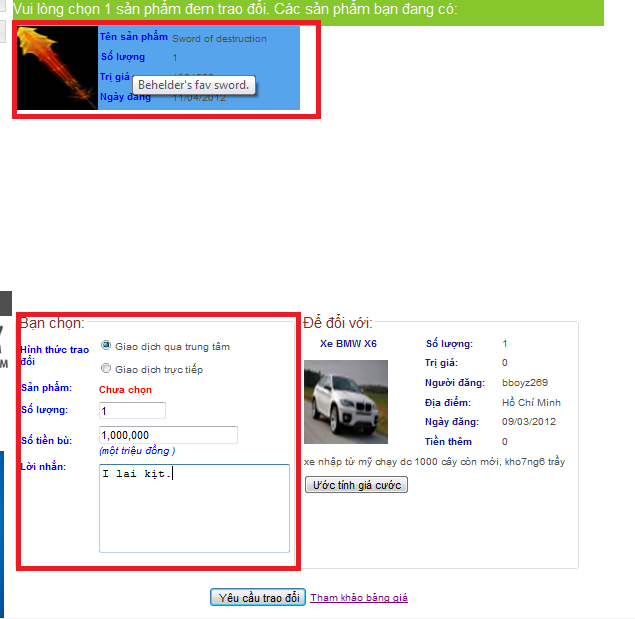 Vui lòng chọn 1 sản phẩm đem trao đổi. Các sản phẩm bạn đang có:
Tên sản phẩm Sword of destruction
Số lượng 1
Trị giá
Behelder's fav sword.
Ngày đăng 11/04/2012
Bạn chọn:
Hình thức trao đổi
Giao dịch qua trung tâm
Giao dịch trực tiếp
Sản phẩm: Chưa chọn
Số lượng: 1
Số tiền bù: 1,000,000
(một triệu đồng )
Lời nhắn: I lai kịt.
Để đổi với:
Xe BMW X6
Số lượng: 1
Trị giá: 0
Người đăng: bboyz269
Địa điểm: Hồ Chí Minh
Ngày đăng: 09/03/2012
Tiền thêm 0
xe nhập từ mỹ chạy dc 1000 cây còn mới, kho7ng6 trầy
Ước tính giá cước
Yêu cầu trao đổi Tham khảo bảng giá